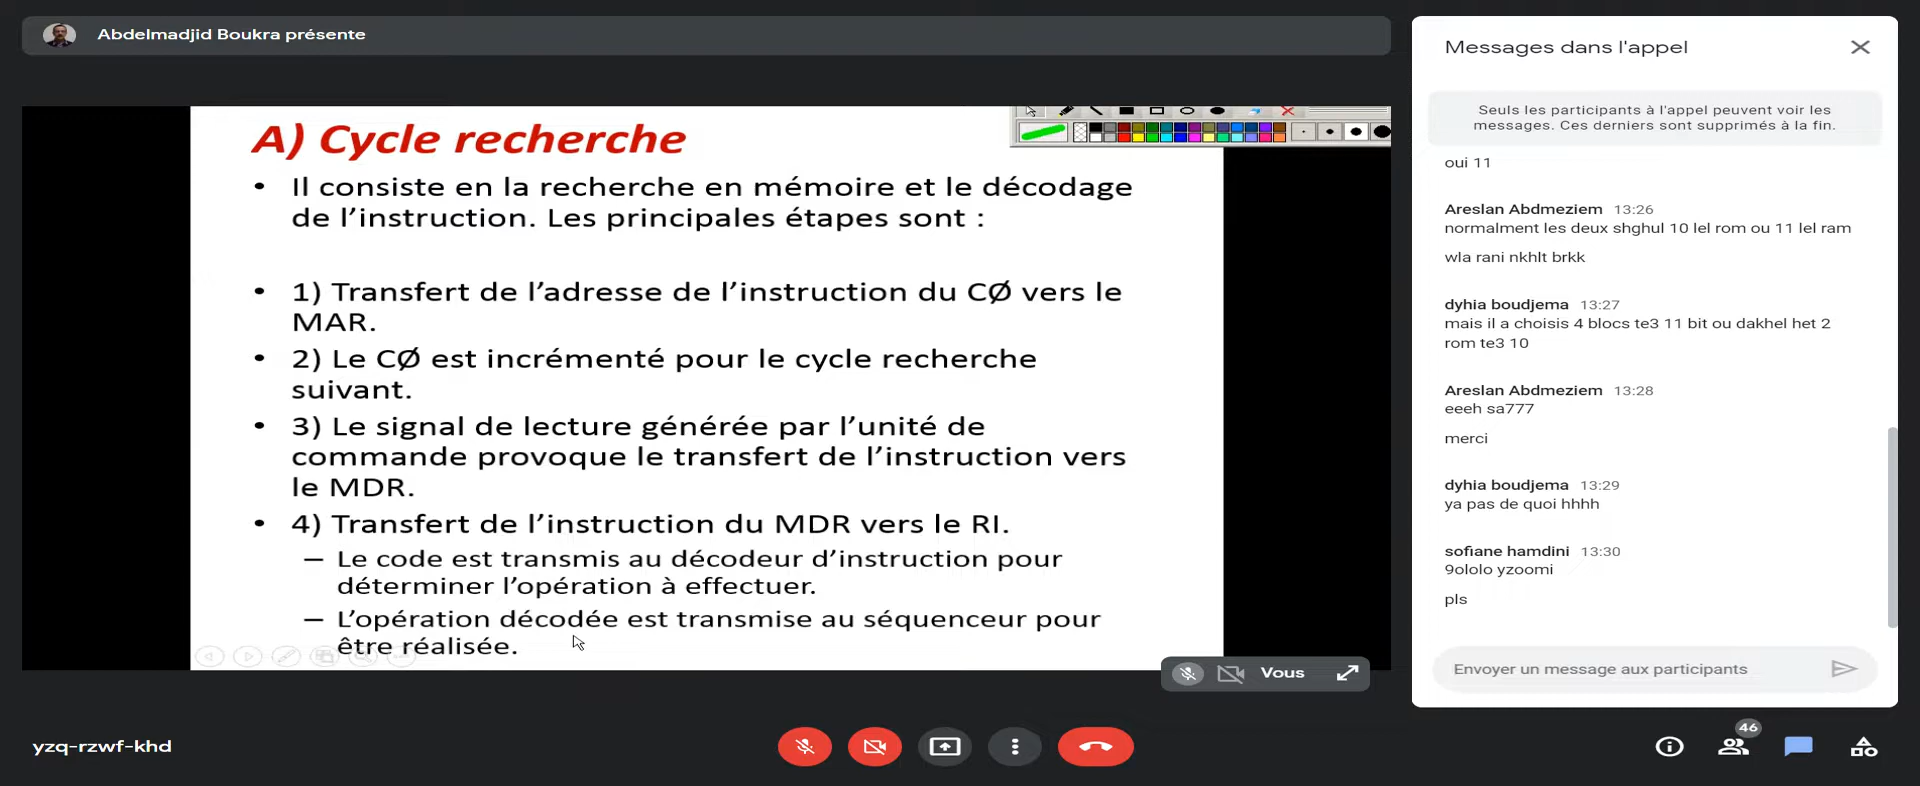 Abdelmadjid Boukra présente
A) Cycle recherche
• Il consiste en la recherche en mémoire et le décodage
de l’instruction. Les principales étapes sont :
• 1) Transfert de l’adresse de l’instruction du CØ vers le
MAR.
• 2) Le CØ est incrémenté pour le cycle recherche
suivant.
• 3) Le signal de lecture générée par l’unité de
commande provoque le transfert de l’instruction vers
le MDR.
• 4) Transfert de l’instruction du MDR vers le RI.
– Le code est transmis au décodeur d’instruction pour
déterminer l’opération à effectuer.
– L’opération décodée est transmise au séquenceur pour
être réalisée.
Vous
yzq-rzwf-khd
Messages dans l'appel
Seuls les participants à l'appel peuvent voir les
messages. Ces derniers sont supprimés à la fin.
oui 11
Areslan Abdmeziem 13:26
normalment les deux shghul 10 lel rom ou 11 lel ram
wla rani nkhlt brkk
dyhia boudjema 13:27
mais il a choisis 4 blocs te3 11 bit ou dakhel het 2
rom te3 10
Areslan Abdmeziem 13:28
eeeh sa777
merci
dyhia boudjema 13:29
ya pas de quoi hhhh
sofiane hamdini 13:30
9ololo yzoomi
pls
Envoyer un message aux participants
46